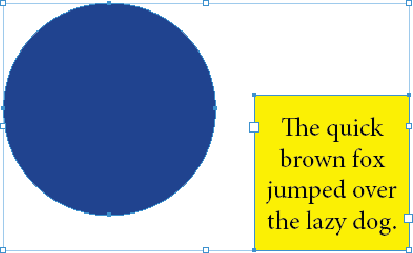 The quick
brown fox
jumped over
the lazy dog.